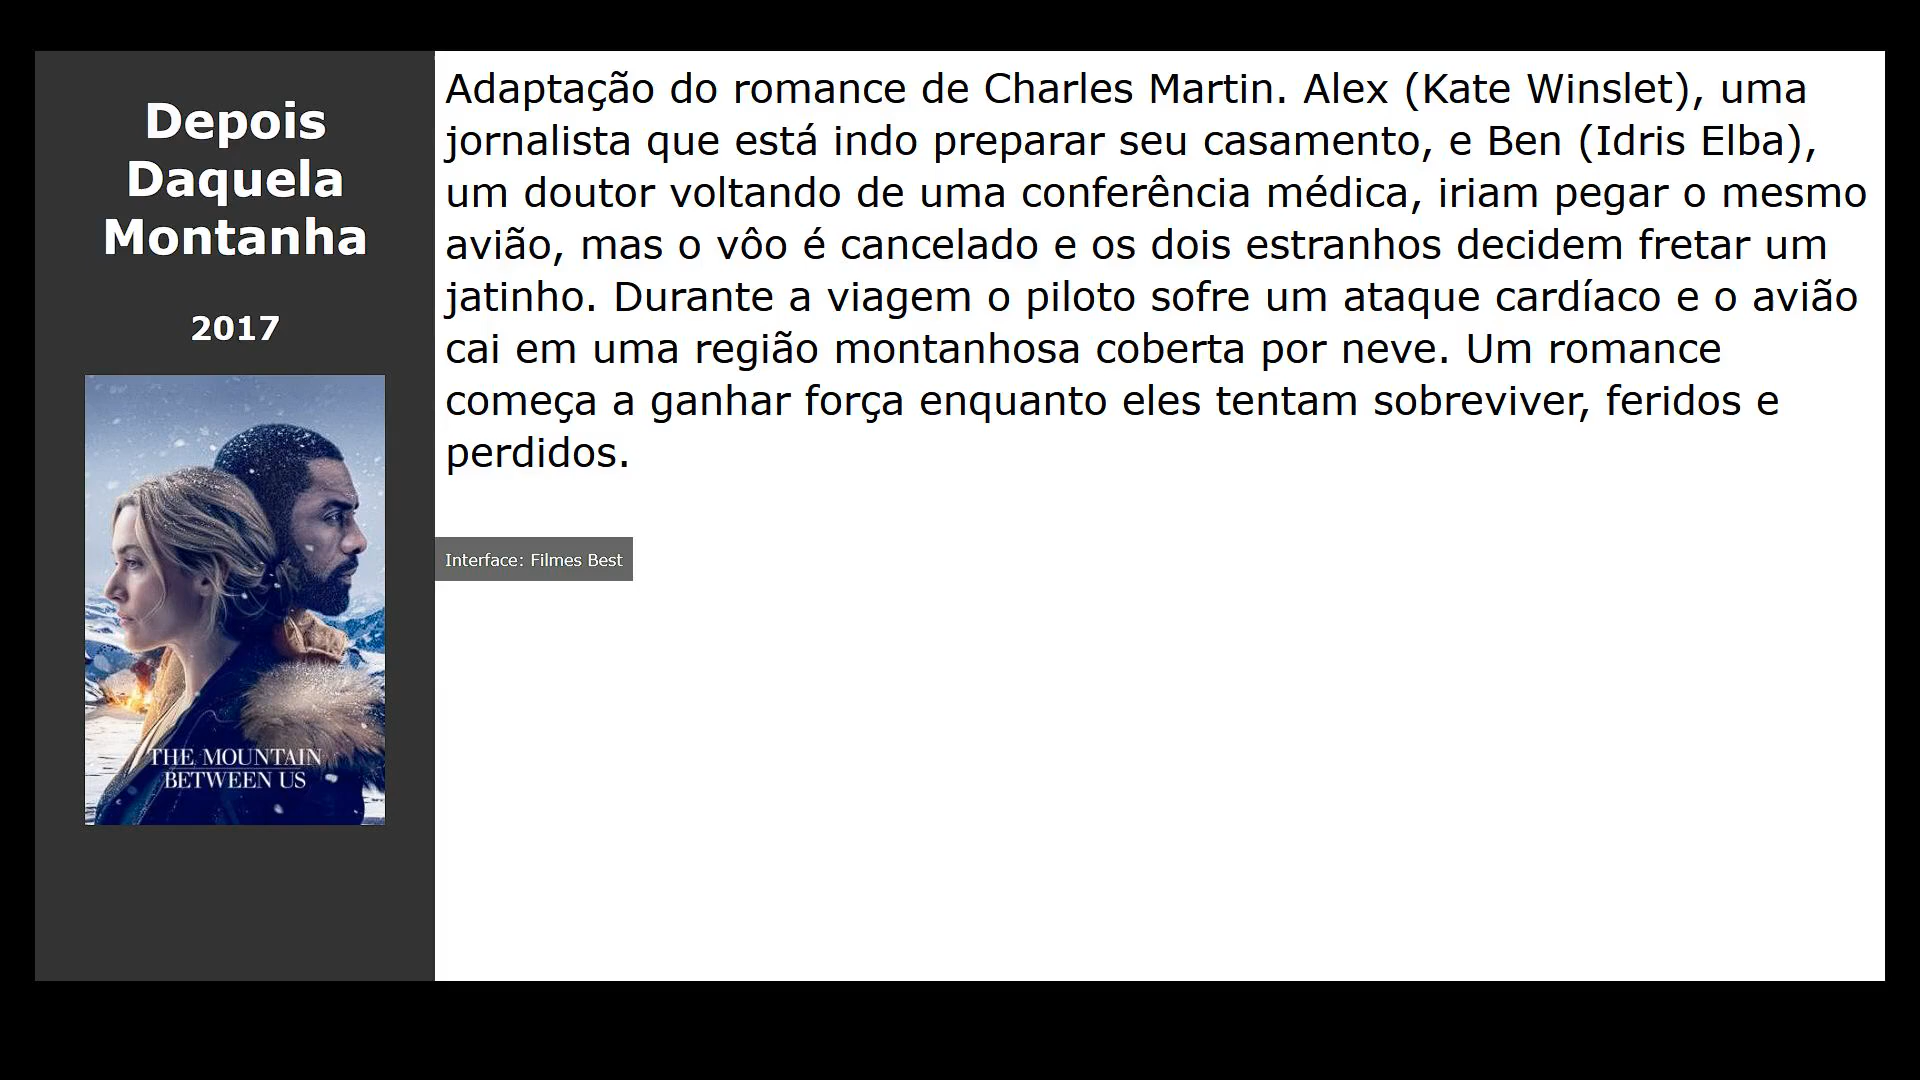 Depois
Daquela
Montanha
2017
THE MOUNTAIN
BETWEEN US
Adaptação do romance de Charles Martin. Alex (Kate Winslet), uma
jornalista que está indo preparar seu casamento, e Ben (Idris Elba),
um doutor voltando de uma conferência médica, iriam pegar o mesmo
avião, mas o vôo é cancelado e os dois estranhos decidem fretar um
jatinho. Durante a viagem o piloto sofre um ataque cardíaco e o avião
cai em uma região montanhosa coberta por neve. Um romance
começa a ganhar força enquanto eles tentam sobreviver, feridos e
perdidos.
Interface: Filmes Best